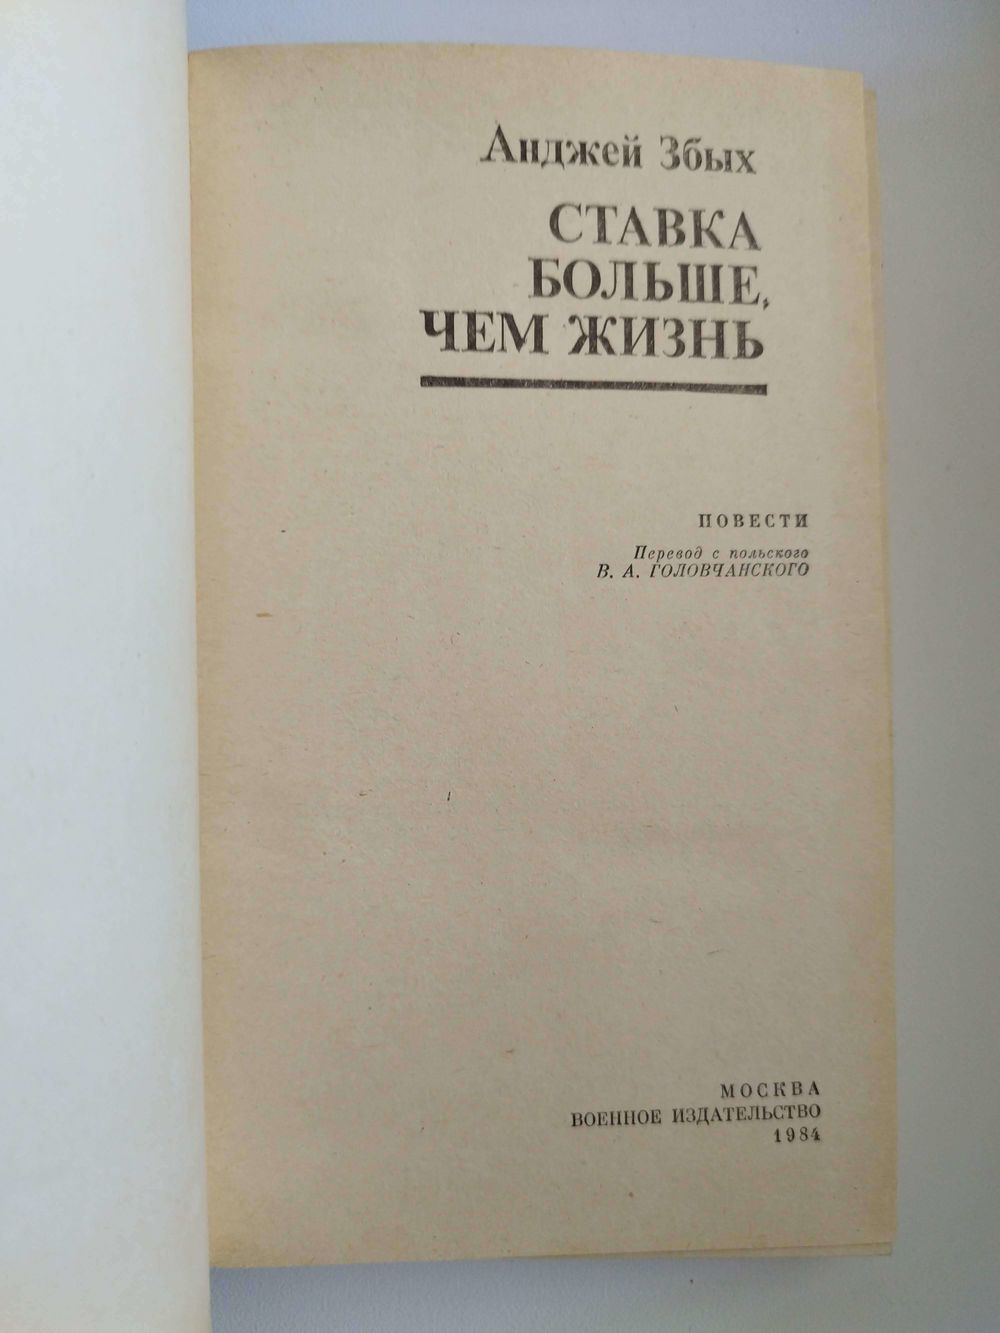 Анджей Збых
СТАВКА
БОЛЬШЕ,
ЧЕМ ЖИЗНЬ
ПОВЕСТИ
Перевод с польского
В. А. ГОЛОВЧАНСКОГО
МОСКВА
ВОЕННОЕ ИЗДАТЕЛЬСТВО
1984